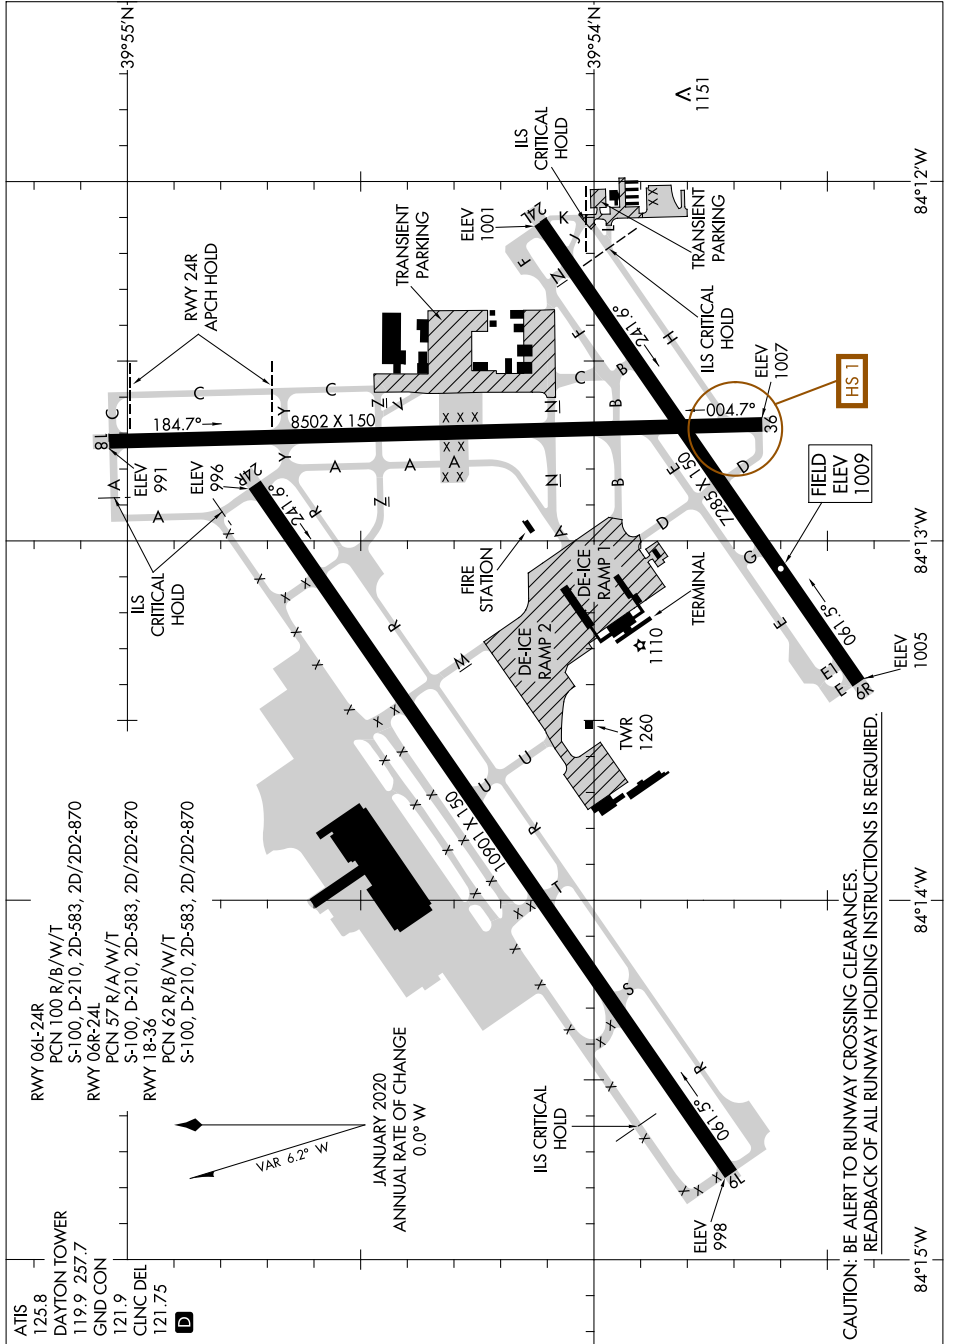 ATIS
125.8
DAYTON TOWER
119.9 257.7
GND CON
121.9
CLNC DEL
121.75
D
RWY 06L-24R
PCN 100 R/B/W/T
S-100, D-210, 2D-583, 2D/2D2-870
RWY 06R-24L
PCN 57 R/A/W/T
S-100, D-210, 2D-583, 2D/2D2-870
RWY 18-36
PCN 62 R/B/W/T
S-100, D-210, 2D-583, 2D/2D2-870
VAR 6.2° W
JANUARY 2020
ANNUAL RATE OF CHANGE
0.0° W
39°55'N
39°54'N
84°12'W
84°13'W
84°14'W
84°15'W
ILS
CRITICAL
HOLD
RWY 24R
APCH HOLD
TRANSIENT
PARKING
ILS
CRITICAL
HOLD
1151
ELEV
1001
24L
K
J
L
F
N
TRANSIENT
PARKING
ILS CRITICAL
HOLD
H
F
B
241.6°
C
C
C
C
18
A
ELEV
991
184.7°
8502 X 150
Y
Y
Z
Z
Z
A
A
A
A
A
N
N
B
B
X X X
X X
X X X
ELEV
996
24R
241.6°
R
R
M
10901 X 150
U
U
R
T
S
R
061.5°
6L
ELEV
998
ILS CRITICAL
HOLD
FIRE
STATION
DE-ICE
RAMP 1
DE-ICE
RAMP 2
TERMINAL
1110
TWR
1260
D
D
E
G
E
E1
E
7285 X 150
061.5°
6R
ELEV
1005
FIELD
ELEV
1009
004.7°
36
ELEV
1007
HS 1
CAUTION: BE ALERT TO RUNWAY CROSSING CLEARANCES.
READBACK OF ALL RUNWAY HOLDING INSTRUCTIONS IS REQUIRED.